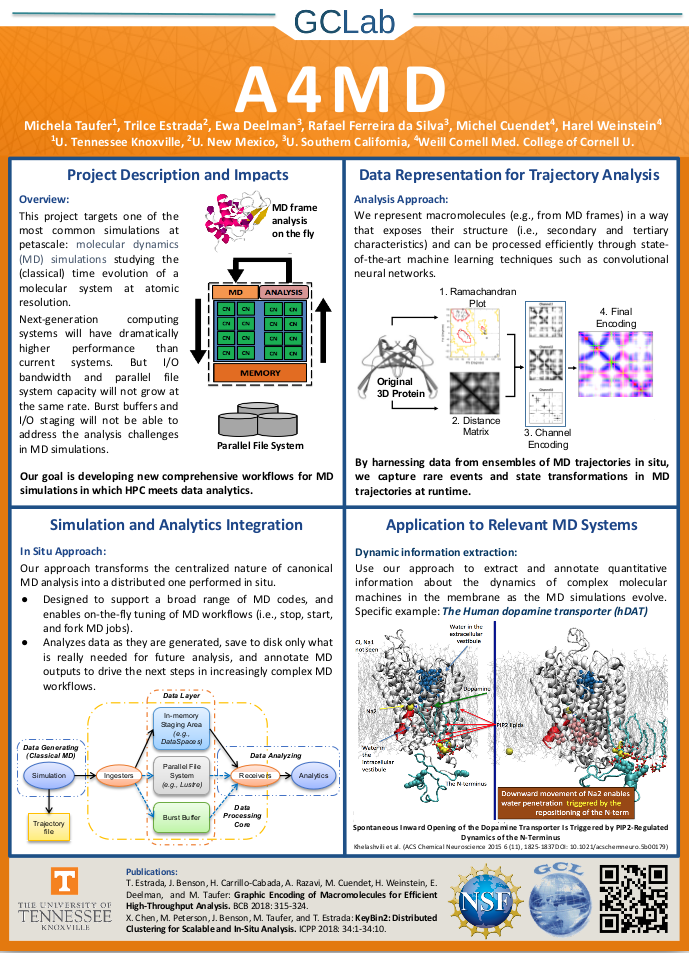 GCLab
A4MD
Michela Taufer1, Trilce Estrada2, Ewa Deelman3, Rafael Ferreira da Silva3, Michel Cuendet4, Harel Weinstein4
1U. Tennessee Knoxville, 2U. New Mexico, 3U. Southern California, 4Weill Cornell Med. College of Cornell U.
Project Description and Impacts
Overview:
This project targets one of the
most common simulations at
petascale: molecular dynamics
(MD) simulations studying the
(classical) time evolution of a
molecular system at atomic
resolution.
Next-generation computing
systems will have dramatically
higher performance than
current systems. But I/O
bandwidth and parallel file
system capacity will not grow at
the same rate. Burst buffers and
I/O staging will not be able to
address the analysis challenges
in MD simulations.
MD frame
analysis
on the fly
MD
ANALYSIS
CN CN CN CN
CN CN CN CN
CN CN CN CN
CN CN CN CN
MEMORY
Parallel File System
Our goal is developing new comprehensive workflows for MD
simulations in which HPC meets data analytics.
Data Representation for Trajectory Analysis
Analysis Approach:
We represent macromolecules (e.g., from MD frames) in a way
that exposes their structure (i.e., secondary and tertiary
characteristics) and can be processed efficiently through state-
of-the-art machine learning techniques such as convolutional
neural networks.
1. Ramachandran
Plot
4. Final
Encoding
Original
3D Protein
2. Distance
Matrix
3. Channel
Encoding
By harnessing data from ensembles of MD trajectories in situ,
we capture rare events and state transformations in MD
trajectories at runtime.
Simulation and Analytics Integration
In Situ Approach:
Our approach transforms the centralized nature of canonical
MD analysis into a distributed one performed in situ.
● Designed to support a broad range of MD codes, and
enables on-the-fly tuning of MD workflows (i.e., stop, start,
and fork MD jobs).
● Analyzes data as they are generated, save to disk only what
is really needed for future analysis, and annotate MD
outputs to drive the next steps in increasingly complex MD
workflows.
Data Layer
In-memory
Staging Area
(e.g.,
DataSpaces)
Data Generating
(Classical MD)
Data Analyzing
Simulation
Ingesters
Parallel File
System
(e.g., Lustre)
Receivers
Analytics
Trajectory
file
Burst Buffer
Data
Processing
Core
Application to Relevant MD Systems
Dynamic information extraction:
Use our approach to extract and annotate quantitative
information about the dynamics of complex molecular
machines in the membrane as the MD simulations evolve.
Specific example: The Human dopamine transporter (hDAT)
Water in the
extracellular
vestibule
Cl, Na1
not seen
Dopamine
Na2
PIP2 lipids
Water in
the
intracellular
vestibule
The N-terminus
Downward movement of Na2 enables
water penetration triggered by the
repositioning of the N-term
Spontaneous Inward Opening of the Dopamine Transporter Is Triggered by PIP2-Regulated
Dynamics of the N-Terminus
Khelashvili et al. (ACS Chemical Neuroscience 2015 6 (11), 1825-1837 DOI: 10.1021/acschemneuro.5b00179)
T
THE UNIVERSITY OF
TENNESSEE
KNOXVILLE
Publications:
T. Estrada, J. Benson, H. Carrillo-Cabada, A. Razavi, M. Cuendet, H. Weinstein, E.
Deelman, and M. Taufer: Graphic Encoding of Macromolecules for Efficient
High-Throughput Analysis. BCB 2018: 315-324.
X. Chen, M. Peterson, J. Benson, M. Taufer, and T. Estrada: KeyBin2: Distributed
Clustering for Scalable and In-Situ Analysis. ICPP 2018: 34:1-34:10.
NSF
GCL